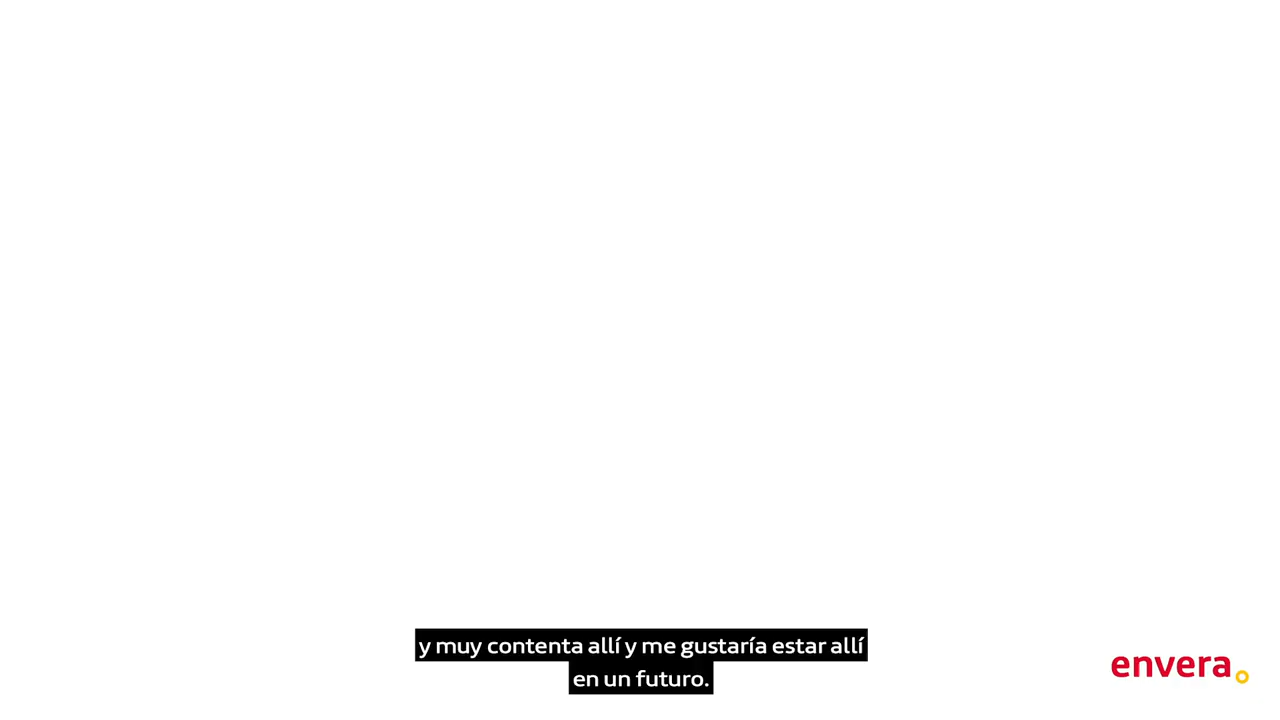 y muy contenta allí y me gustaría estar allí
en un futuro.
envera